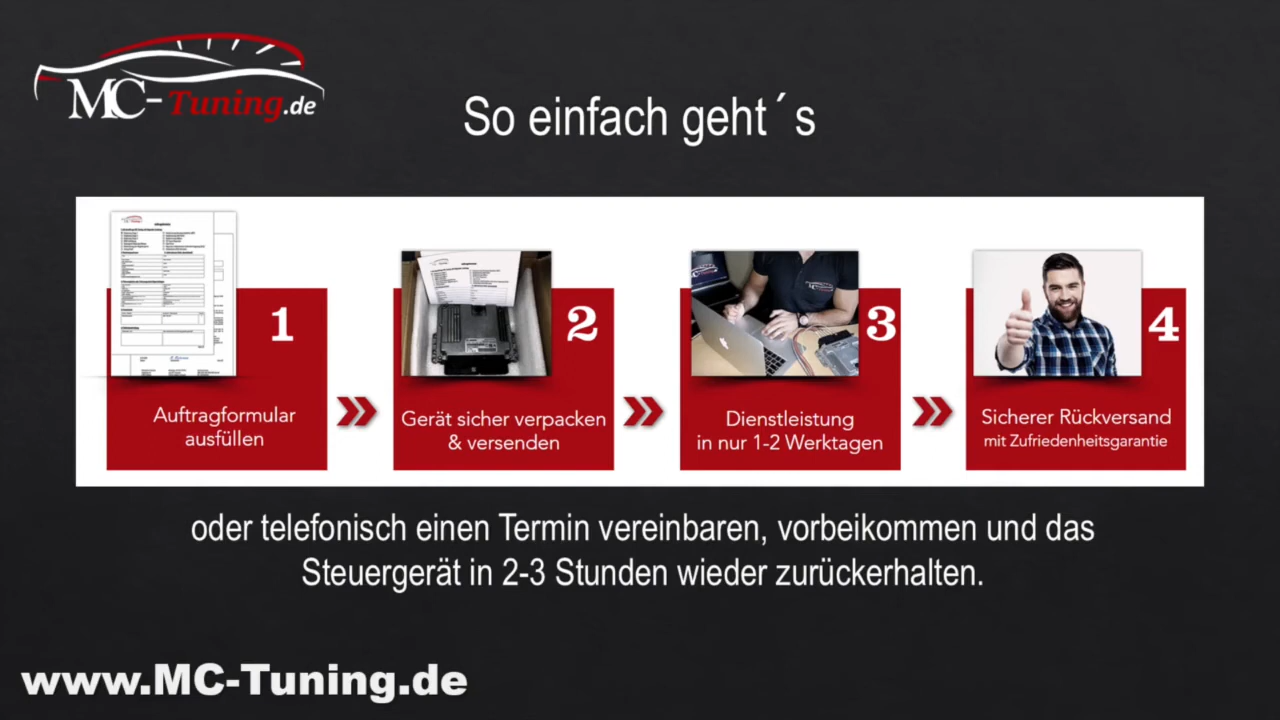 MC-Tuning.de
So einfach geht´s
1
2
3
4
Auftragformular
ausfüllen
Gerät sicher verpacken
& versenden
Dienstleistung
in nur 1-2 Werktagen
Sicherer Rückversand
mit Zufriedenheitsgarantie
oder telefonisch einen Termin vereinbaren, vorbeikommen und das
Steuergerät in 2-3 Stunden wieder zurückerhalten.
www.MC-Tuning.de